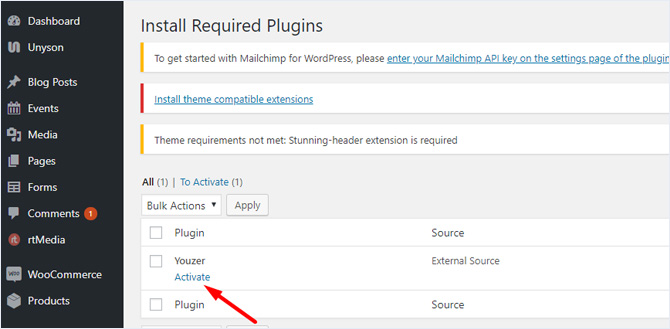 Dashboard
Unyson
Blog Posts
Events
Media
Pages
Forms
Comments 1
rtMedia
WooCommerce
Products
Install Required Plugins
To get started with Mailchimp for WordPress, please enter your Mailchimp API key on the settings page of the plugin
Install theme compatible extensions
Theme requirements not met: Stunning-header extension is required
All (1) | To Activate (1)
Bulk Actions Apply
Plugin Source
Youzer External Source
Activate
Plugin Source